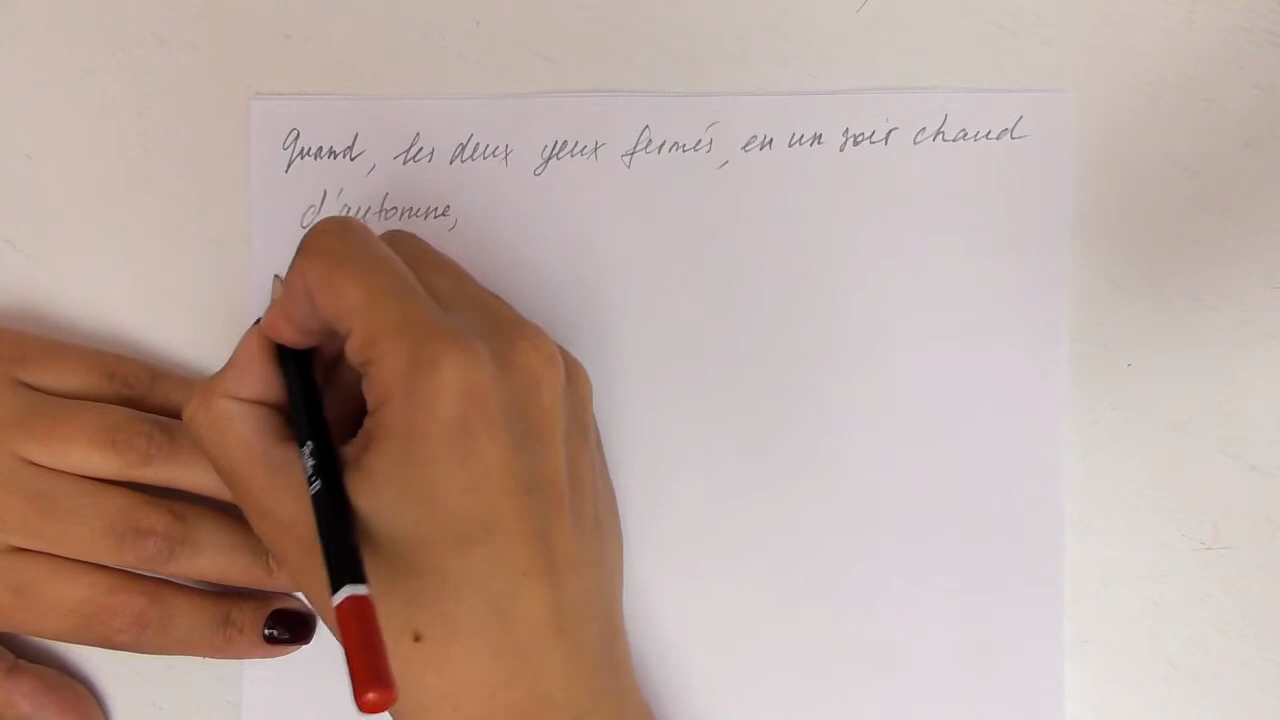 Quand, les deux yeux fermés, en un soir chaud
d'automne,